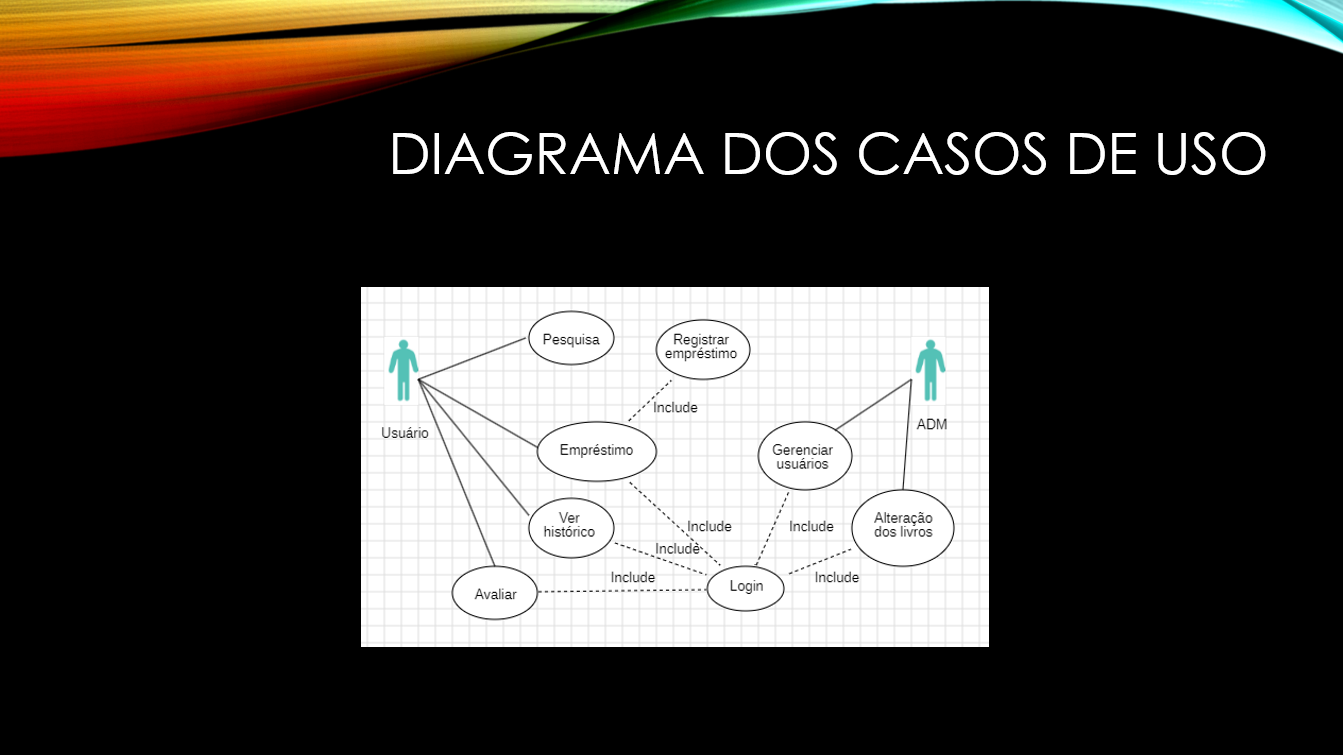 DIAGRAMA DOS CASOS DE USO
Pesquisa
Registrar
empréstimo
Include
Usuário
ADM
Empréstimo
Gerenciar
usuários
Ver
histórico
Include
Include
Alteração
dos livros
Include
Include
Include
Avaliar
Login